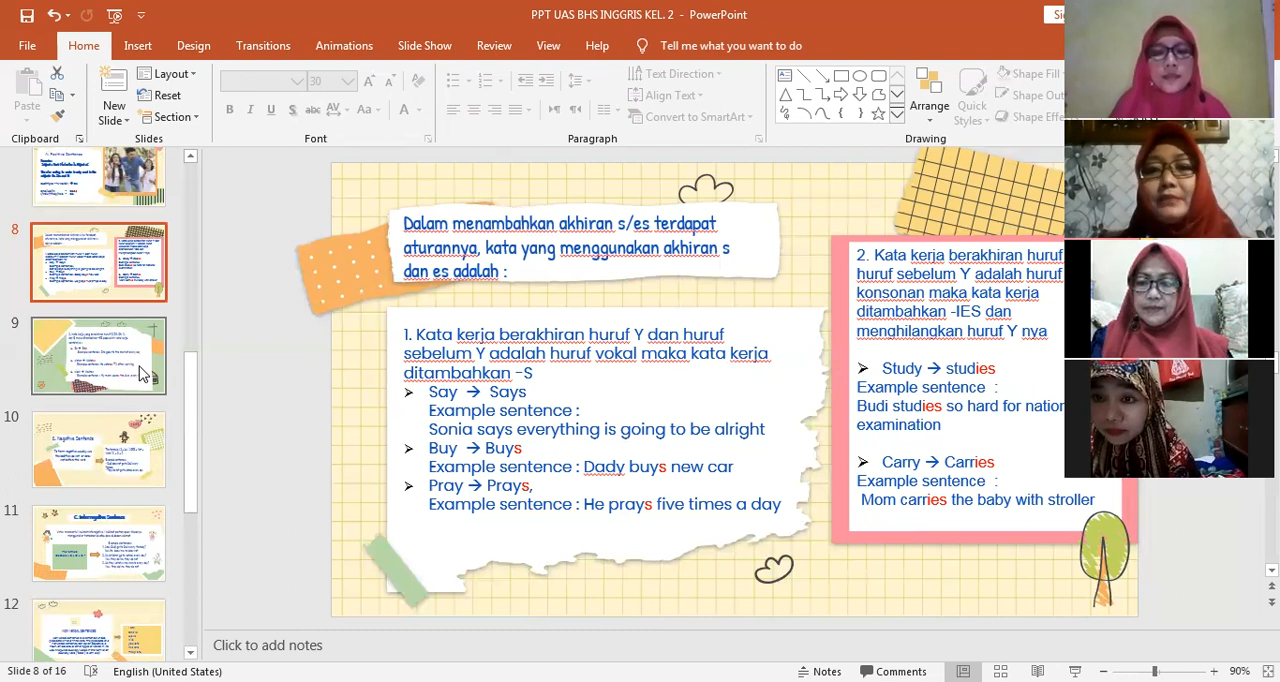 PPT UAS BHS INGGRIS KEL. 2 - PowerPoint
File Home Insert Design Transitions Animations Slide Show Review View Help Tell me what you want to do
Paste
Clipboard
New Slide
Layout
Reset
Section
Slides
30
Font
Text Direction
Align Text
Convert to SmartArt
Paragraph
Arrange
Quick Styles
Shape Fill
Drawing
8
9
10
11
12
Dalam menambahkan akhiran s/es terdapat
aturannya, kata yang menggunakan akhiran s
dan es adalah :
1. Kata kerja berakhiran huruf Y dan huruf
sebelum Y adalah huruf vokal maka kata kerja
ditambahkan -S
Say → Says
Example sentence :
Sonia says everything is going to be alright
Buy → Buys
Example sentence : Dady buys new car
Pray → Prays,
Example sentence : He prays five times a day
2. Kata kerja berakhiran huruf
huruf sebelum Y adalah huruf
konsonan maka kata kerja
ditambahkan -IES dan
menghilangkan huruf Y nya
Study → studies
Example sentence :
Budi studies so hard for nation
examination
Carry → Carries
Example sentence :
Mom carries the baby with stroller
Click to add notes
Slide 8 of 16 English (United States) Notes Comments 90%